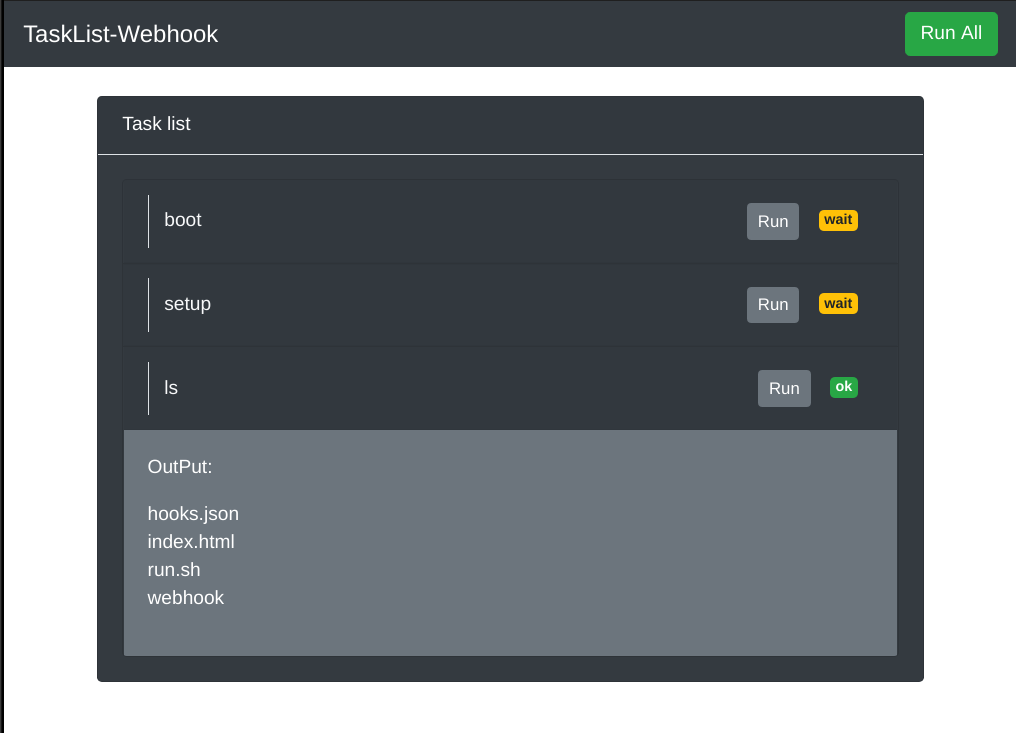 TaskList-Webhook Run All
Task list
boot Run wait
setup Run wait
ls Run ok
OutPut:
hooks.json
index.html
run.sh
webhook